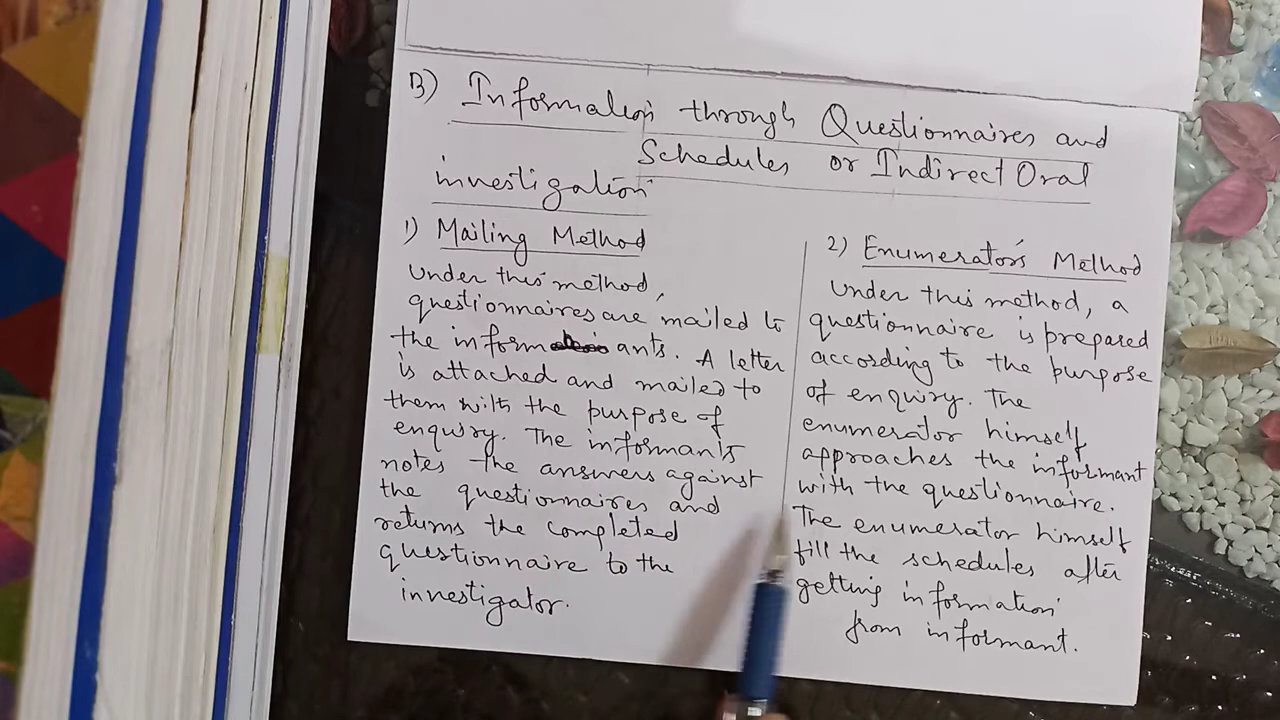 B) Information through Questionnaires and
Schedules or Indirect Oral
investigation
1) Mailing Method
Under this method,
questionnaires are mailed to
the informants. A letter
is attached and mailed to
them with the purpose of
enquiry. The informants
notes the answers against
the questionnaires and
returns the completed
questionnaire to the
investigator.
2) Enumerators Method
Under this method, a
questionnaire is prepared
according to the purpose
of enquiry. The
enumerator himself
approaches the informant
with the questionnaire.
The enumerator himself
fill the schedules after
getting information
from informant.